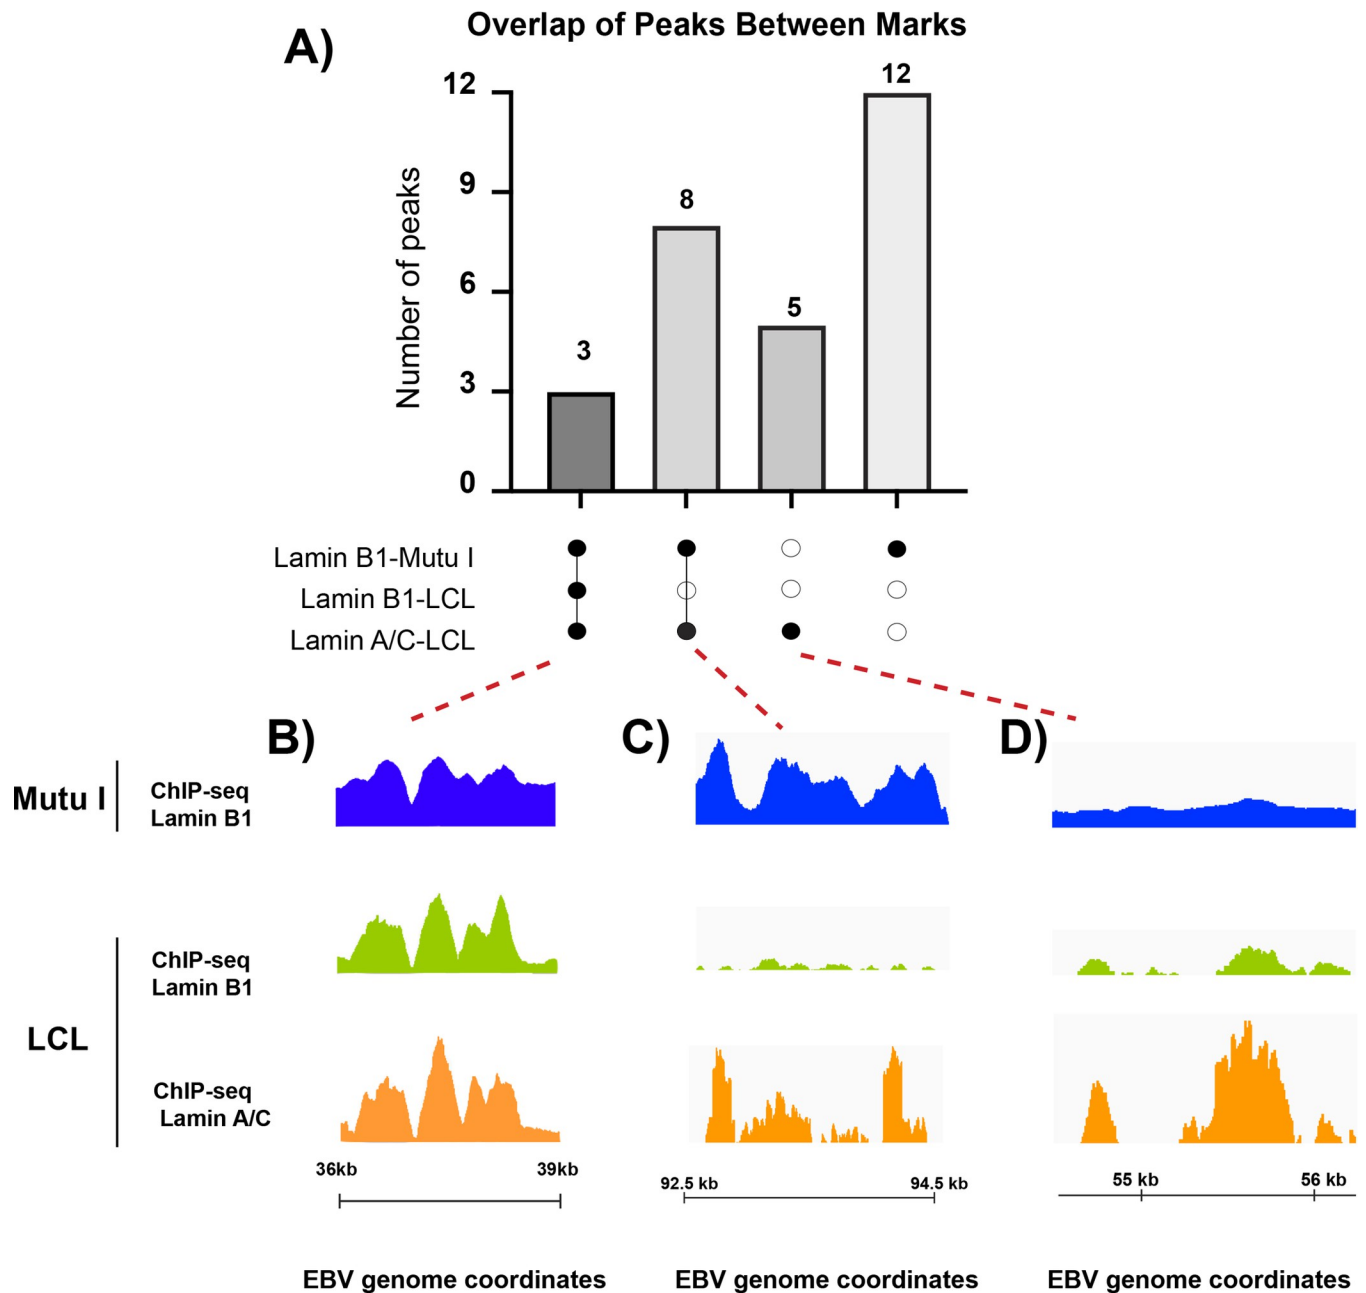 A)
Overlap of Peaks Between Marks
Number of peaks
12
9
6
3
0
3
8
5
12
Lamin B1-Mutu I
Lamin B1-LCL
Lamin A/C-LCL
B)
C)
D)
Mutu I
ChIP-seq
Lamin B1
LCL
ChIP-seq
Lamin B1
ChIP-seq
Lamin A/C
36kb 39kb
92.5 kb 94.5 kb
55 kb 56 kb
EBV genome coordinates
EBV genome coordinates
EBV genome coordinates